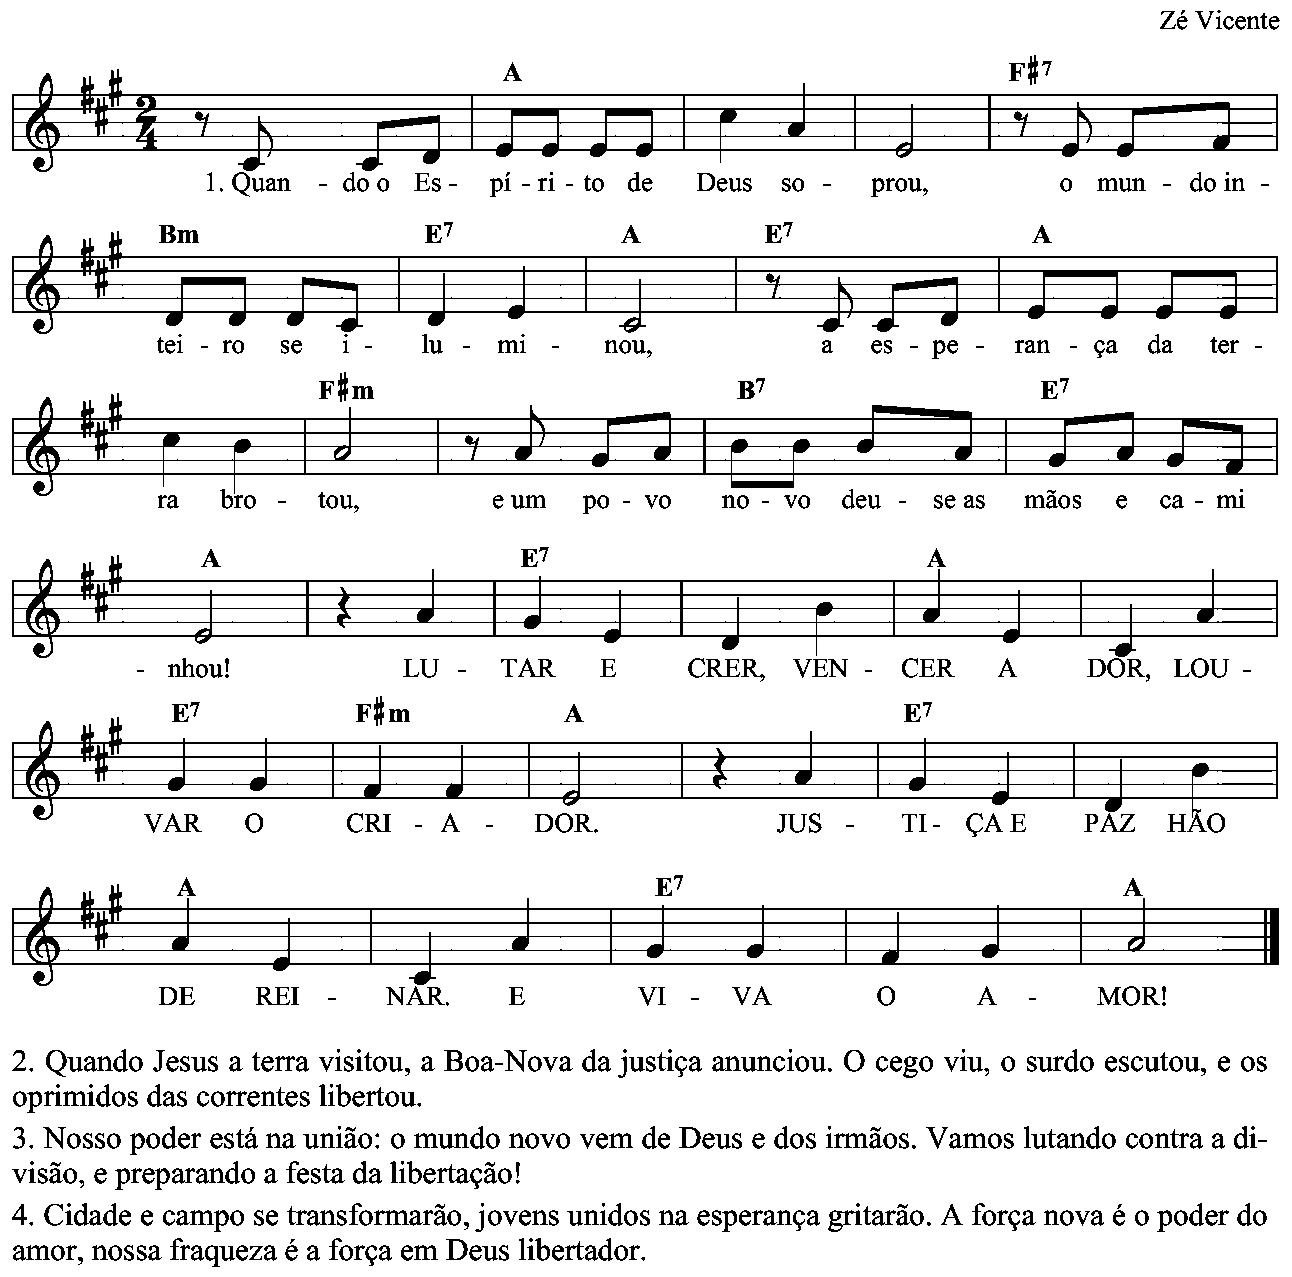 Zé Vicente
A F♯7
2/4
1. Quan - do o Es - pí - ri - to de Deus so - prou, o mun - do in -
Bm E7 A E7 A
tei - ro se i - lu - mi - nou, a es - pe - ran - ça da ter -
F♯m B7 E7
ra bro - tou, e um po - vo no - vo deu - se as mãos e ca - mi
A E7 A
- nhou! LU - TAR E CRER, VEN - CER A DOR, LOU -
E7 F♯m A E7
VAR O CRI - A - DOR. JUS - TI - ÇA E PAZ HÃO
A E7 A
DE REI - NAR. E VI - VA O A - MOR!
2. Quando Jesus a terra visitou, a Boa-Nova da justiça anunciou. O cego viu, o surdo escutou, e os
oprimidos das correntes libertou.
3. Nosso poder está na união: o mundo novo vem de Deus e dos irmãos. Vamos lutando contra a di-
visão, e preparando a festa da libertação!
4. Cidade e campo se transformarão, jovens unidos na esperança gritarão. A força nova é o poder do
amor, nossa fraqueza é a força em Deus libertador.